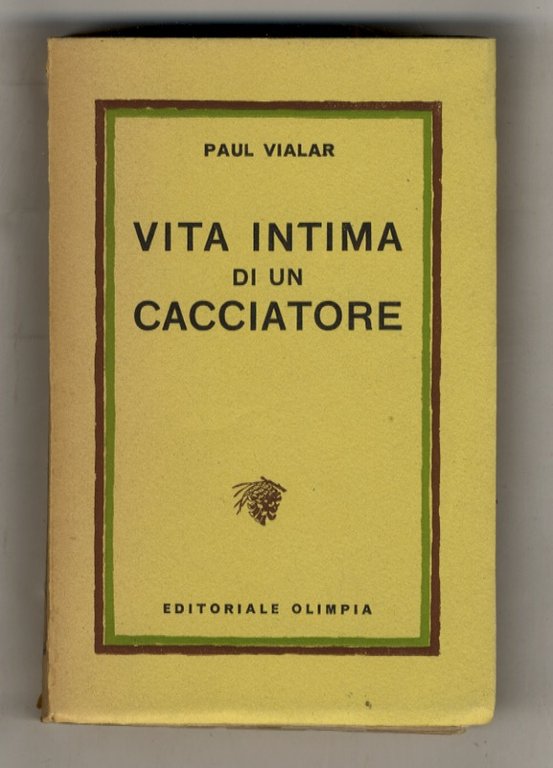 PAUL VIALAR
VITA INTIMA
DI UN
CACCIATORE
EDITORIALE OLIMPIA